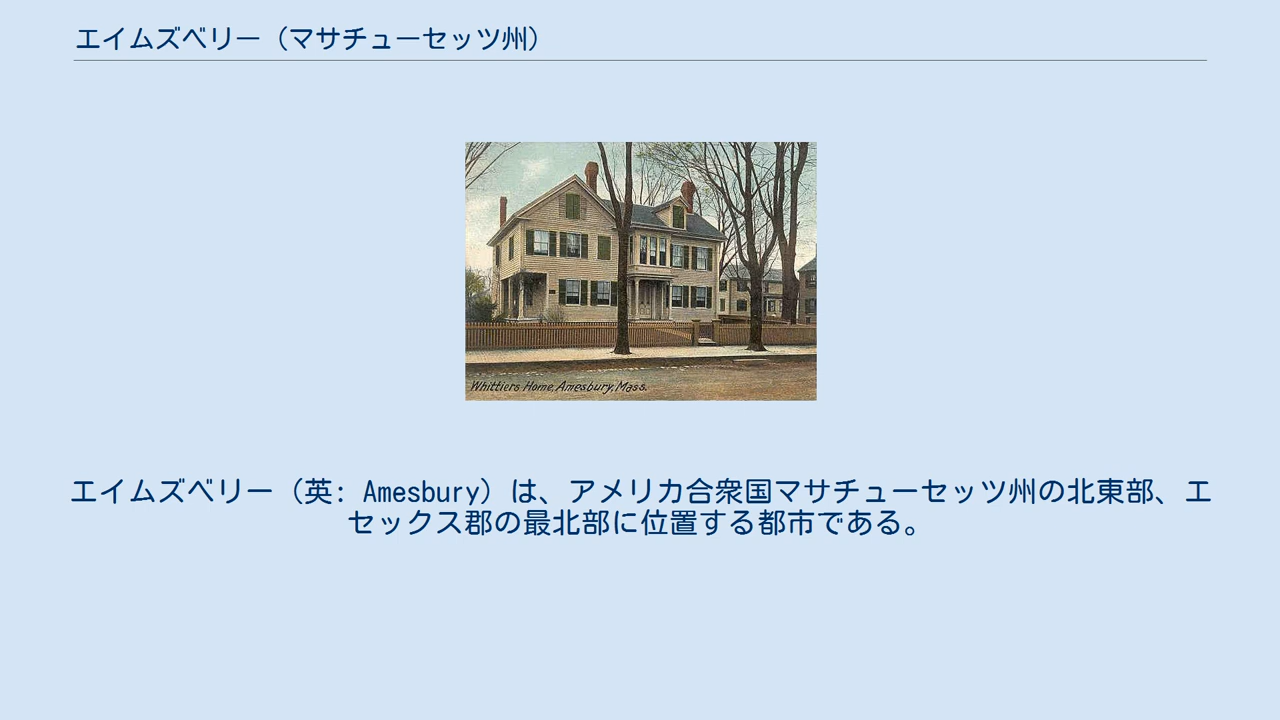 エイムズベリー（マサチューセッツ州）
Whittiers Home, Amesbury, Mass.
エイムズベリー（英: Amesbury）は、アメリカ合衆国マサチューセッツ州の北東部、エ
セックス郡の最北部に位置する都市である。